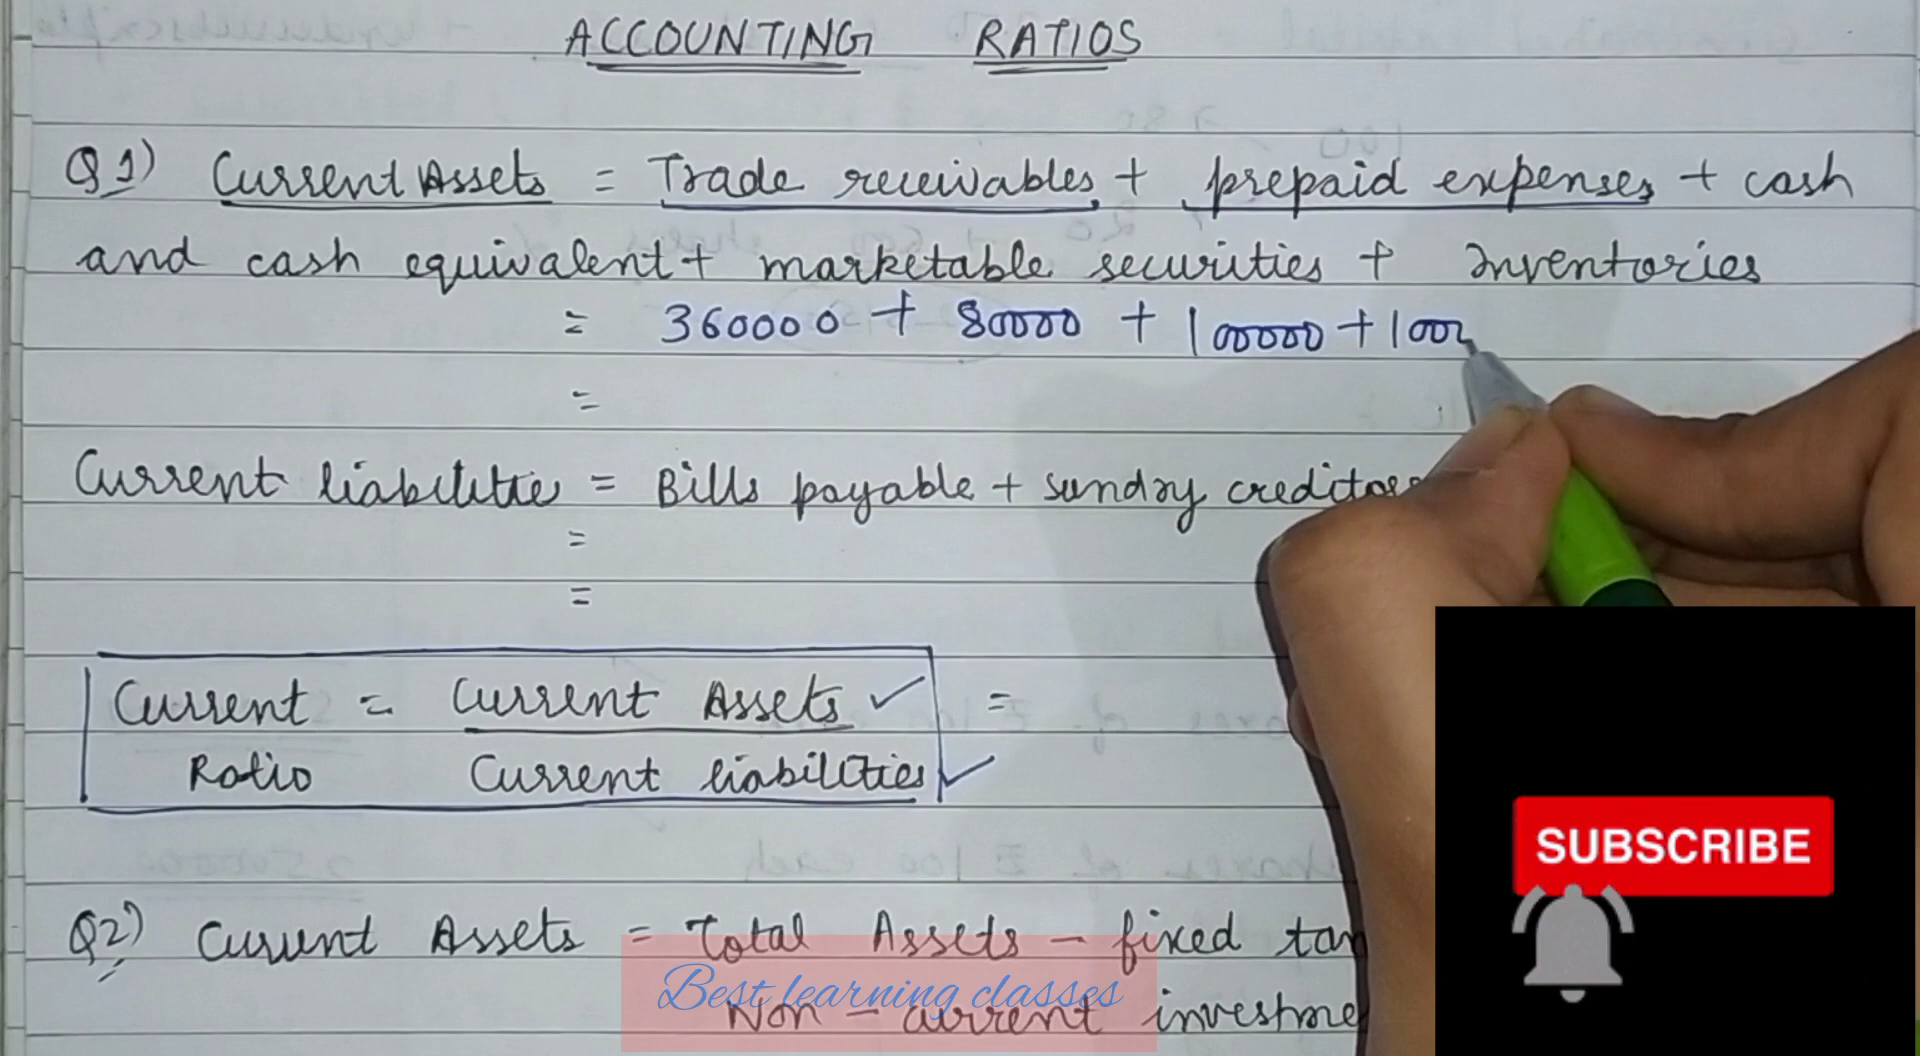 ACCOUNTING RATIOS
Q1) Current Assets = Trade receivables + prepaid expenses + cash
and cash equivalent + marketable securities + Inventories
= 360000 + 80000 + 100000 + 1000
=
Current liabilities = Bills payable + sundry creditors
=
=
Current = Current Assets ✓ =
Ratio Current liabilities ✓
Q2) Current Assets = Total Assets - fixed tan
Non - current investme
Best learning classes
SUBSCRIBE